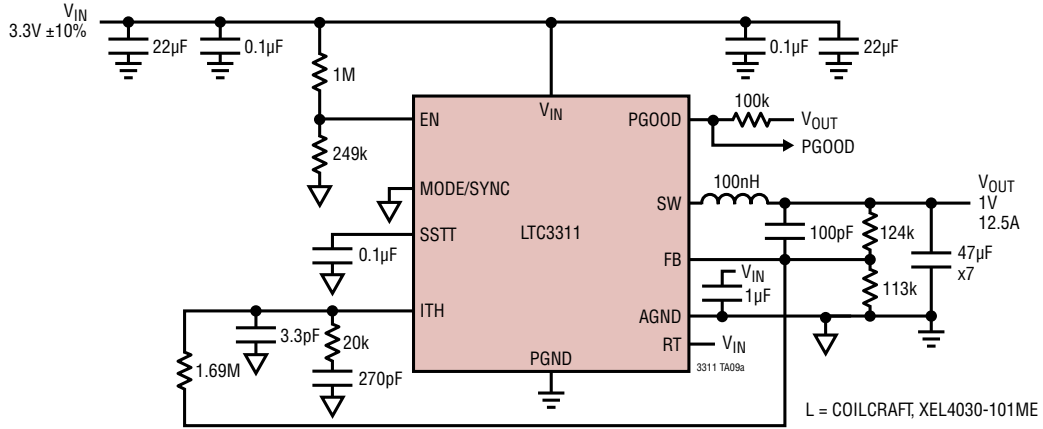 VIN
3.3V ±10%
22µF
0.1µF
1M
0.1µF
22µF
100k
VOUT
PGOOD
EN
VIN
PGOOD
249k
MODE/SYNC
100nH
VOUT
1V
12.5A
SW
SSTT
LTC3311
100pF
124k
0.1µF
FB
47µF
x7
VIN
1µF
113k
ITH
AGND
3.3pF
20k
RT
VIN
1.69M
270pF
PGND
3311 TA09a
L = COILCRAFT, XEL4030-101ME